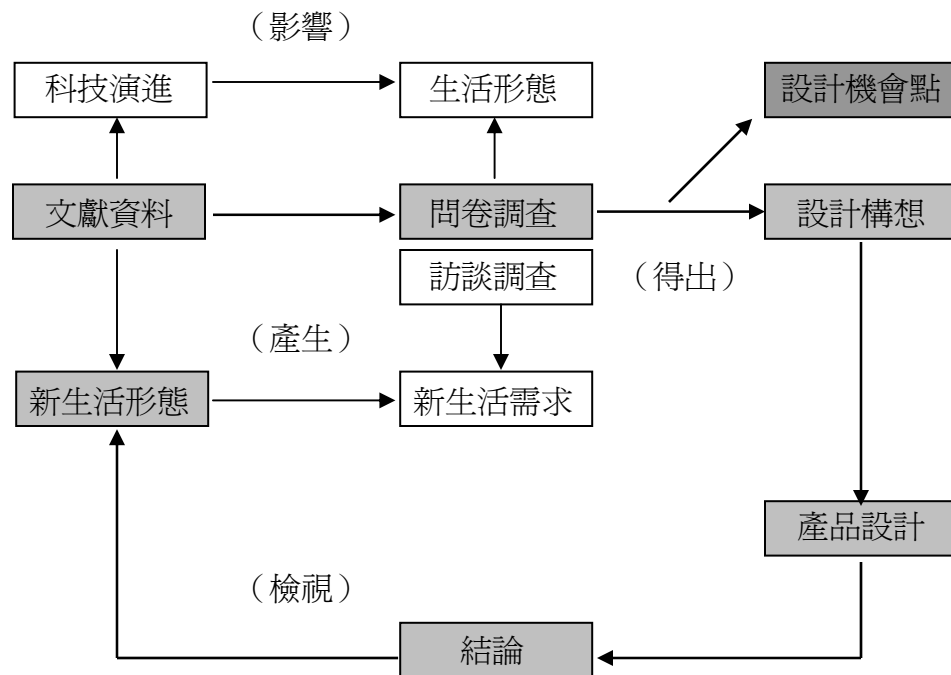 （影響）
科技演進
生活形態
設計機會點
文獻資料
問卷調查
設計構想
訪談調查
（得出）
（產生）
新生活形態
新生活需求
產品設計
（檢視）
結論